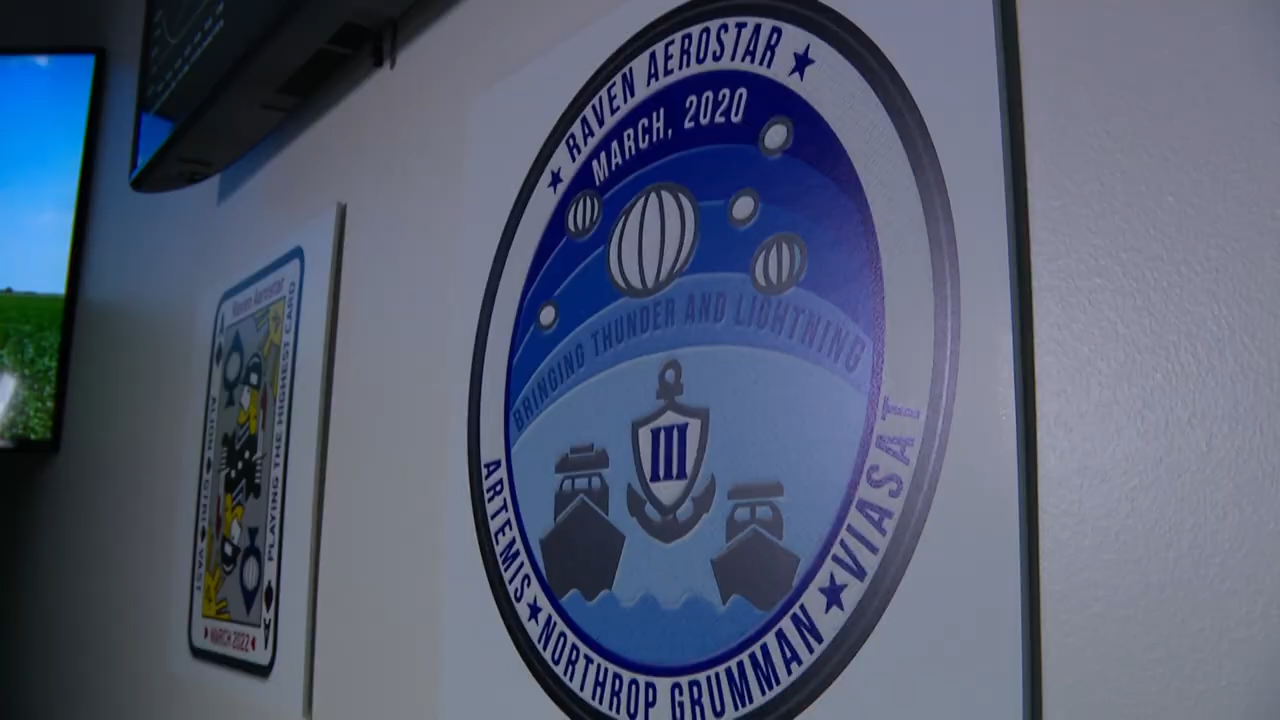 ★ RAVEN AEROSTAR ★
MARCH, 2020
BRINGING THUNDER AND LIGHTNING
III
ARTEMIS ★ NORTHROP GRUMMAN ★ VIASAT
Raven Aerostar
A
PLAYING THE HIGHEST CARD
MARCH 2022
A